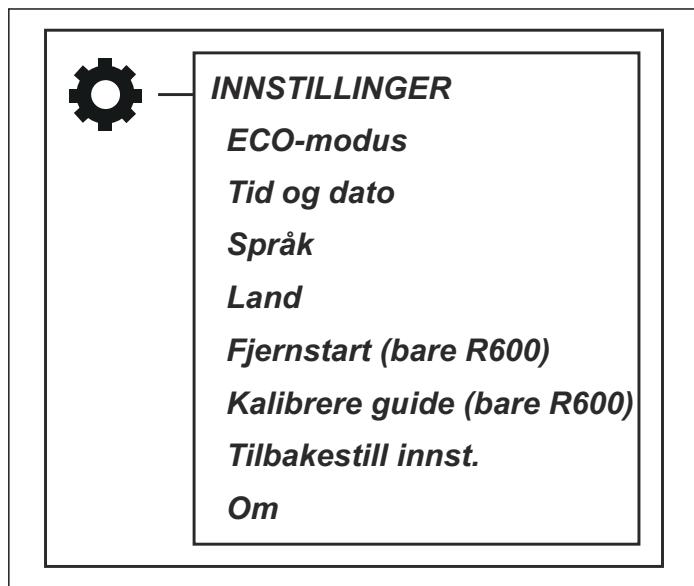 INNSTILLINGER
ECO-modus
Tid og dato
Språk
Land
Fjernstart (bare R600)
Kalibrere guide (bare R600)
Tilbakestill innst.
Om